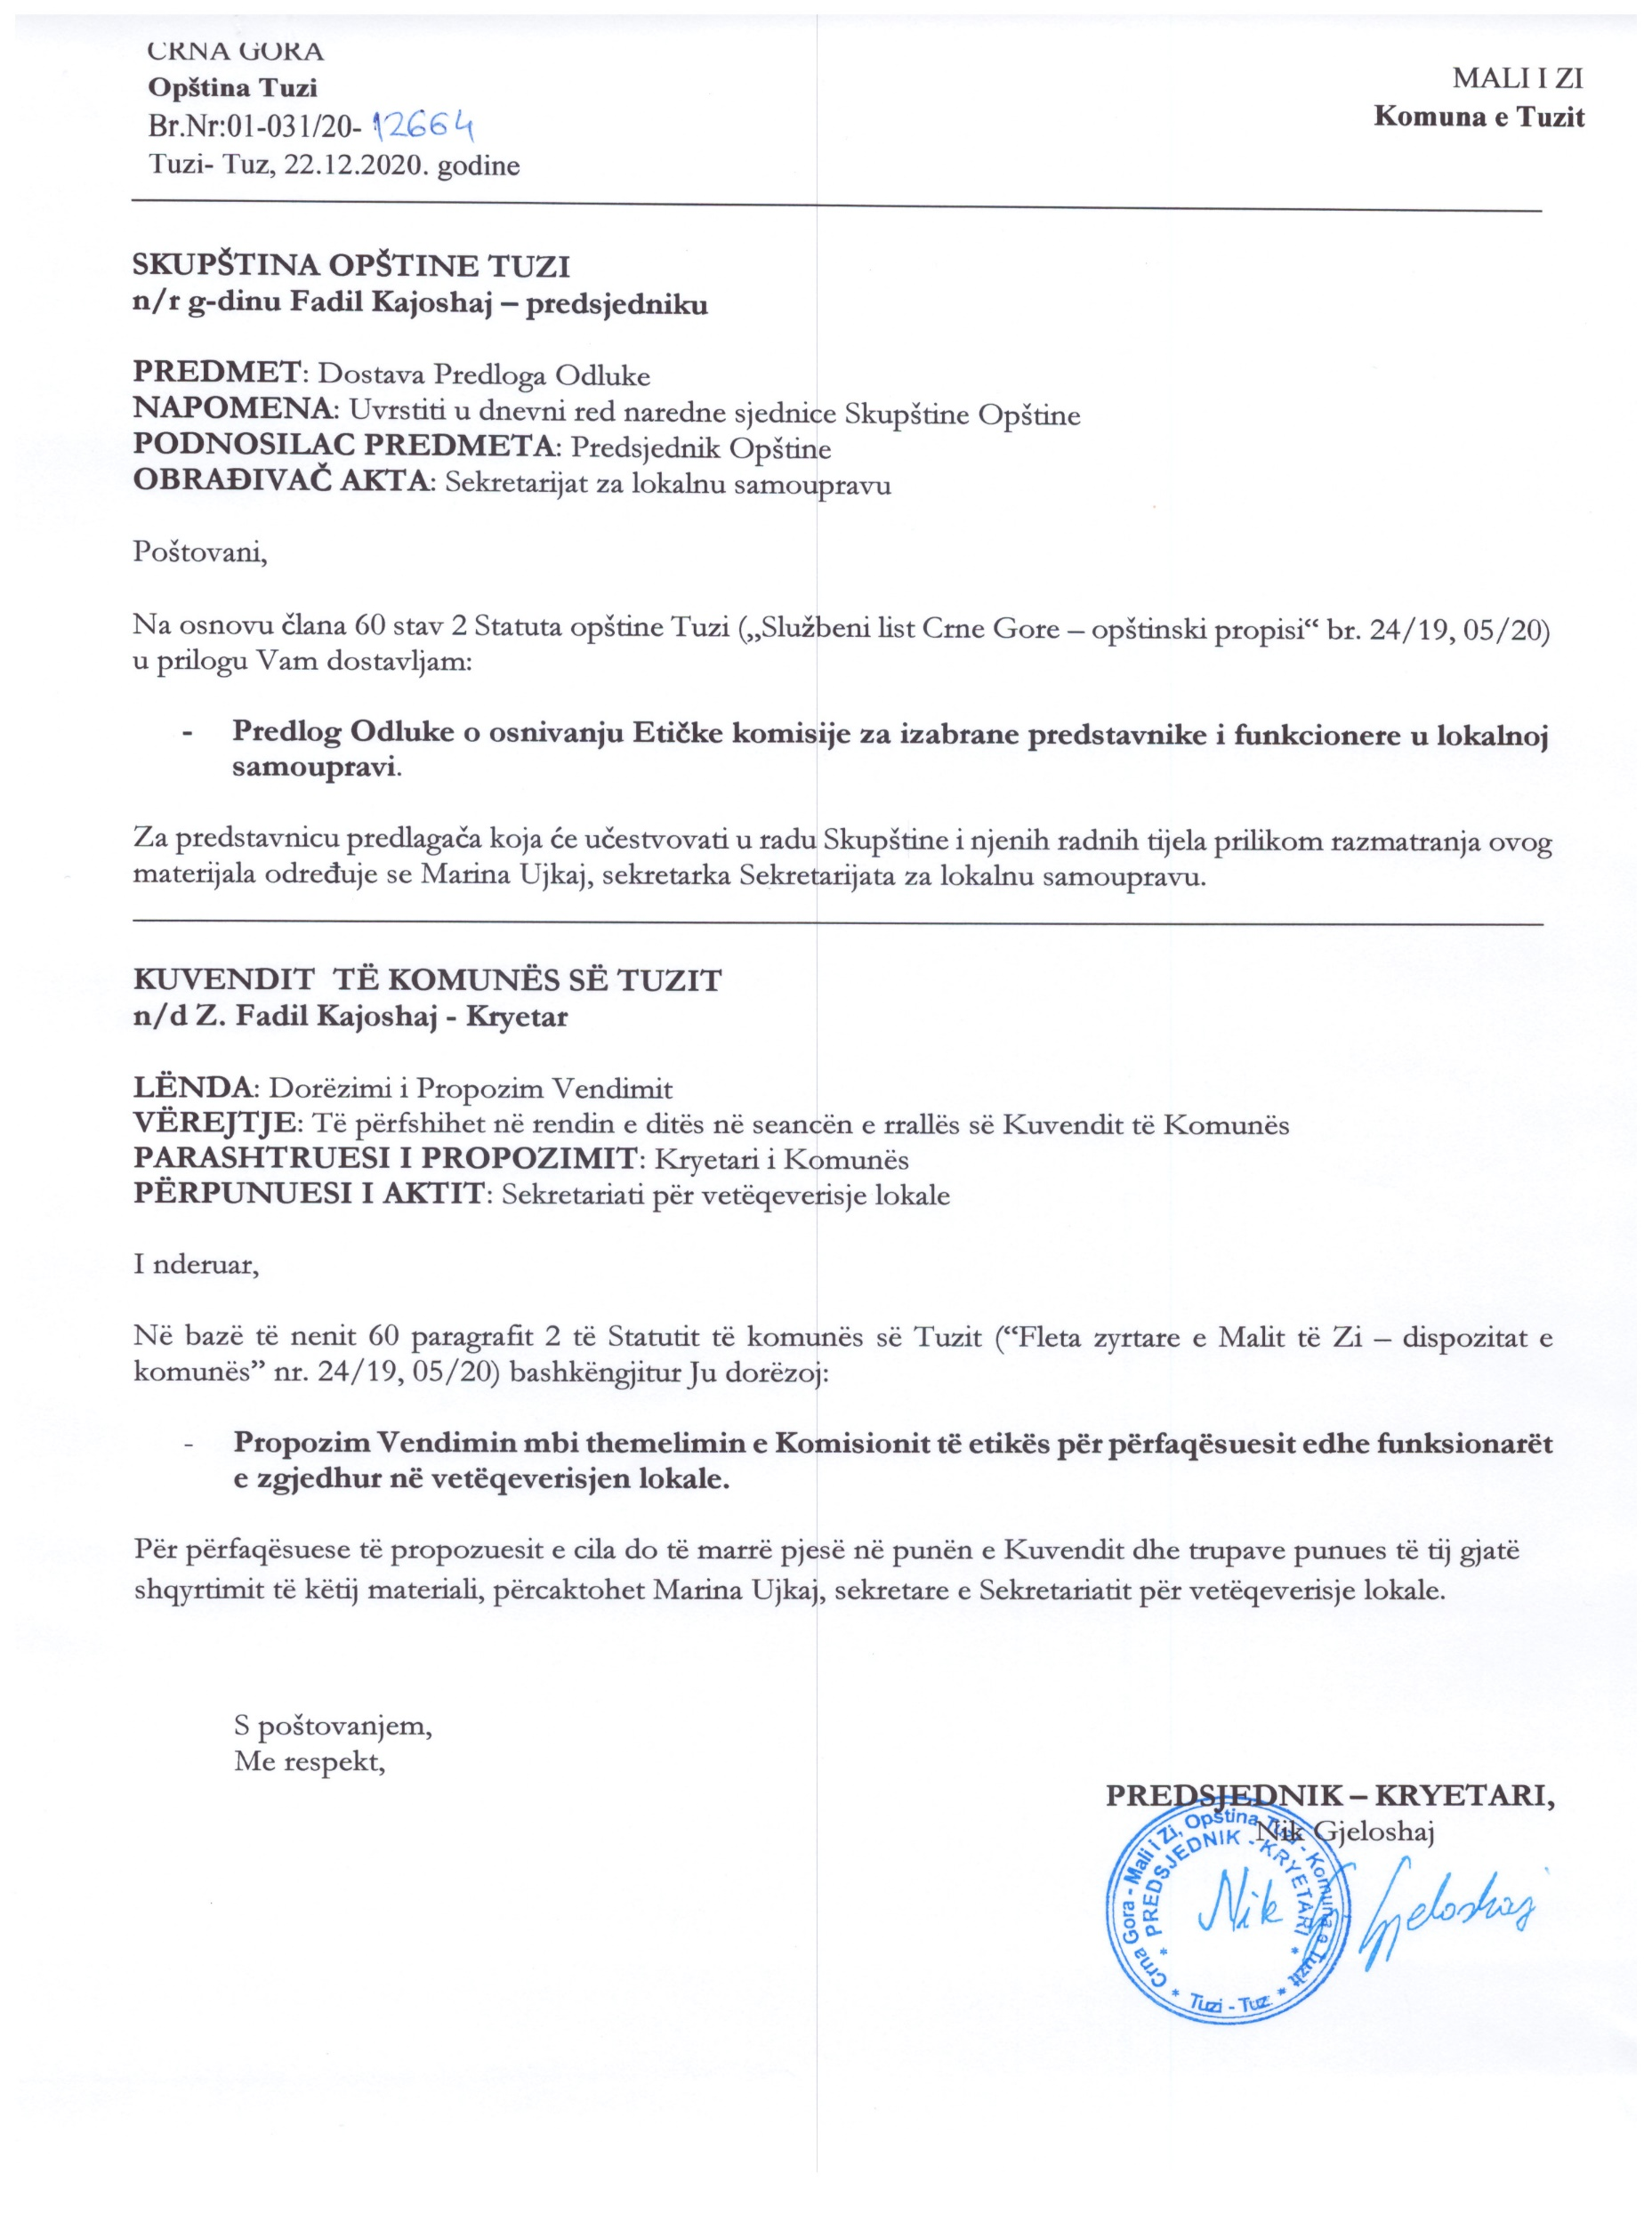 CRNA GORA
Opština Tuzi
Br.Nr:01-031/20- 12664
Tuzi- Tuz, 22.12.2020. godine
MALI I ZI
Komuna e Tuzit
SKUPŠTINA OPŠTINE TUZI
n/r g-dinu Fadil Kajoshaj – predsjedniku
PREDMET: Dostava Predloga Odluke
NAPOMENA: Uvrstiti u dnevni red naredne sjednice Skupštine Opštine
PODNOSILAC PREDMETA: Predsjednik Opštine
OBRAĐIVAČ AKTA: Sekretarijat za lokalnu samoupravu
Poštovani,
Na osnovu člana 60 stav 2 Statuta opštine Tuzi („Službeni list Crne Gore – opštinski propisi“ br. 24/19, 05/20)
u prilogu Vam dostavljam:
- Predlog Odluke o osnivanju Etičke komisije za izabrane predstavnike i funkcionere u lokalnoj
samoupravi.
Za predstavnicu predlagača koja će učestvovati u radu Skupštine i njenih radnih tijela prilikom razmatranja ovog
materijala određuje se Marina Ujkaj, sekretarka Sekretarijata za lokalnu samoupravu.
KUVENDIT TË KOMUNËS SË TUZIT
n/d Z. Fadil Kajoshaj - Kryetar
LËNDA: Dorëzimi i Propozim Vendimit
VËREJTJE: Të përfshihet në rendin e ditës në seancën e rrallës së Kuvendit të Komunës
PARASHTRUESI I PROPOZIMIT: Kryetari i Komunës
PËRPUNUESI I AKTIT: Sekretariati për vetëqeverisje lokale
I nderuar,
Në bazë të nenit 60 paragrafit 2 të Statutit të komunës së Tuzit (“Fleta zyrtare e Malit të Zi – dispozitat e
komunës” nr. 24/19, 05/20) bashkëngjitur Ju dorëzoj:
- Propozim Vendimin mbi themelimin e Komisionit të etikës për përfaqësuesit edhe funksionarët
e zgjedhur në vetëqeverisjen lokale.
Për përfaqësuese të propozuesit e cila do të marrë pjesë në punën e Kuvendit dhe trupave punues të tij gjatë
shqyrtimit të këtij materiali, përcaktohet Marina Ujkaj, sekretare e Sekretariatit për vetëqeverisje lokale.
S poštovanjem,
Me respekt,
PREDSJEDNIK – KRYETARI,
Nik Gjeloshaj
Crna Gora - Mali i Zi, Opština Tuzi - Komuna e Tuzit
* PREDSJEDNIK - KRYETARI *
* Tuzi - Tuz *
Nik Gjeloshaj